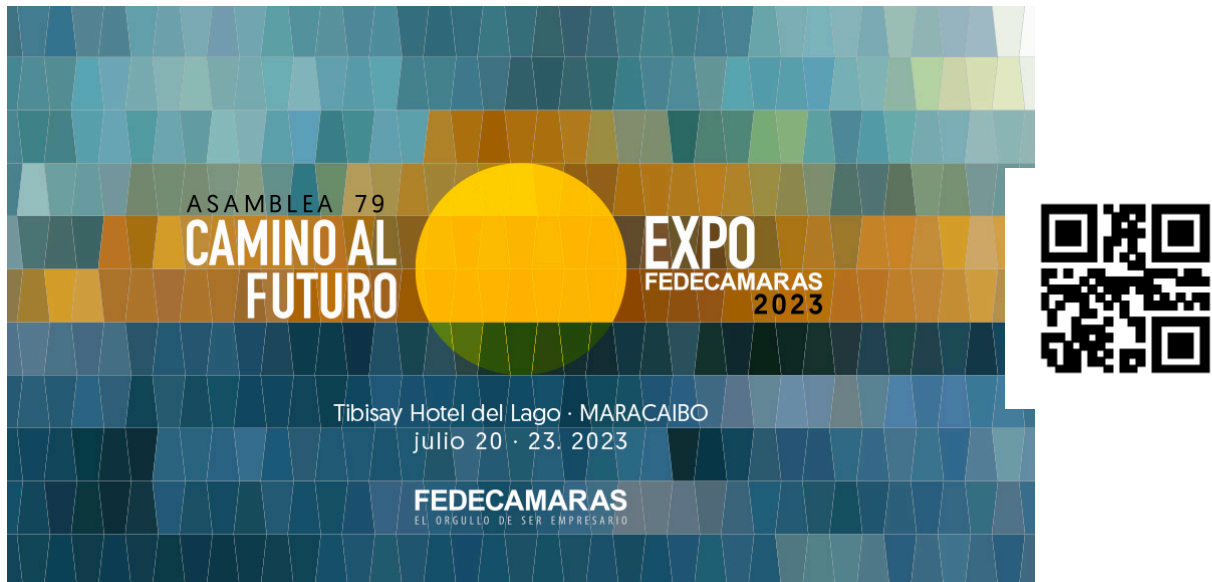 ASAMBLEA 79
CAMINO AL
FUTURO
EXPO
FEDECAMARAS
2023
Tibisay Hotel del Lago · MARACAIBO
julio 20 · 23. 2023
FEDECAMARAS
EL ORGULLO DE SER EMPRESARIO